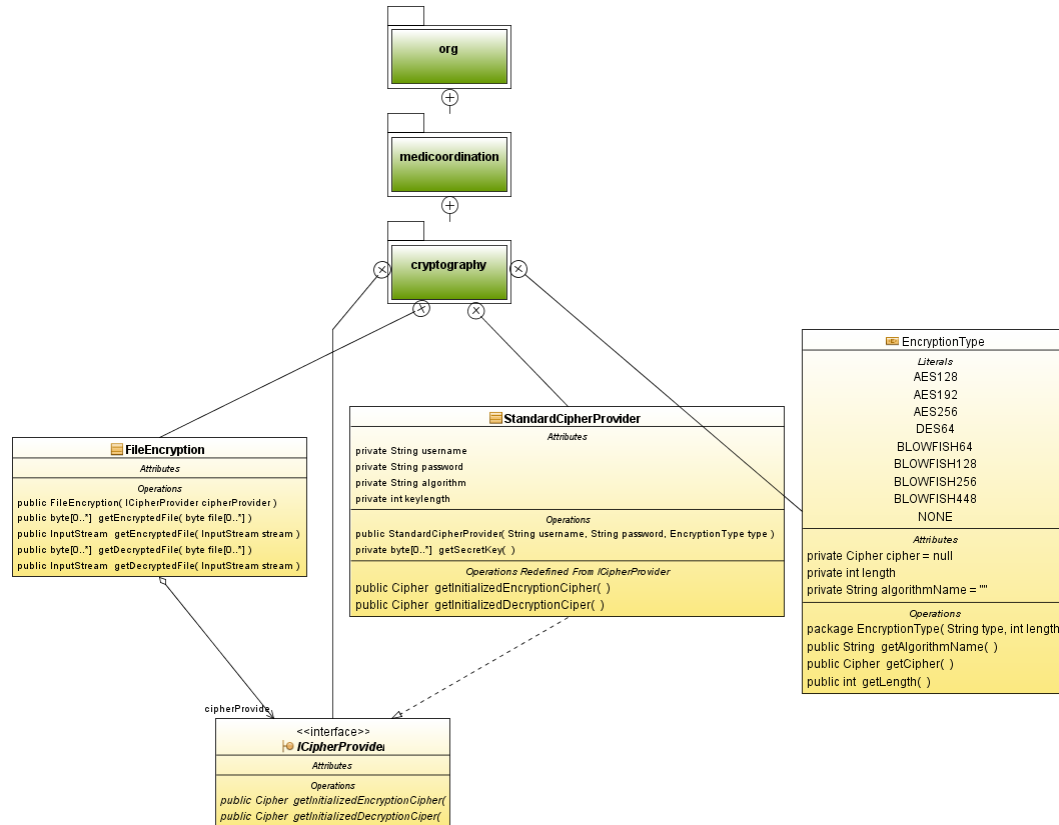 org
medicoordination
cryptography
EncryptionType
Literals
AES128
AES192
AES256
DES64
BLOWFISH64
BLOWFISH128
BLOWFISH256
BLOWFISH448
NONE
Attributes
private Cipher cipher = null
private int length
private String algorithmName = ""
Operations
package EncryptionType( String type, int length
public String getAlgorithmName( )
public Cipher getCipher( )
public int getLength( )
StandardCipherProvider
Attributes
private String username
private String password
private String algorithm
private int keylength
Operations
public StandardCipherProvider( String username, String password, EncryptionType type )
private byte[0..*] getSecretKey( )
Operations Redefined From ICipherProvider
public Cipher getInitializedEncryptionCipher( )
public Cipher getInitializedDecryptionCiper( )
FileEncryption
Attributes
Operations
public FileEncryption( ICipherProvider cipherProvider )
public byte[0..*] getEncryptedFile( byte file[0..*] )
public InputStream getEncryptedFile( InputStream stream )
public byte[0..*] getDecryptedFile( byte file[0..*] )
public InputStream getDecryptedFile( InputStream stream )
cipherProvide
<<interface>>
ICipherProvider
Attributes
Operations
public Cipher getInitializedEncryptionCipher(
public Cipher getInitializedDecryptionCiper(